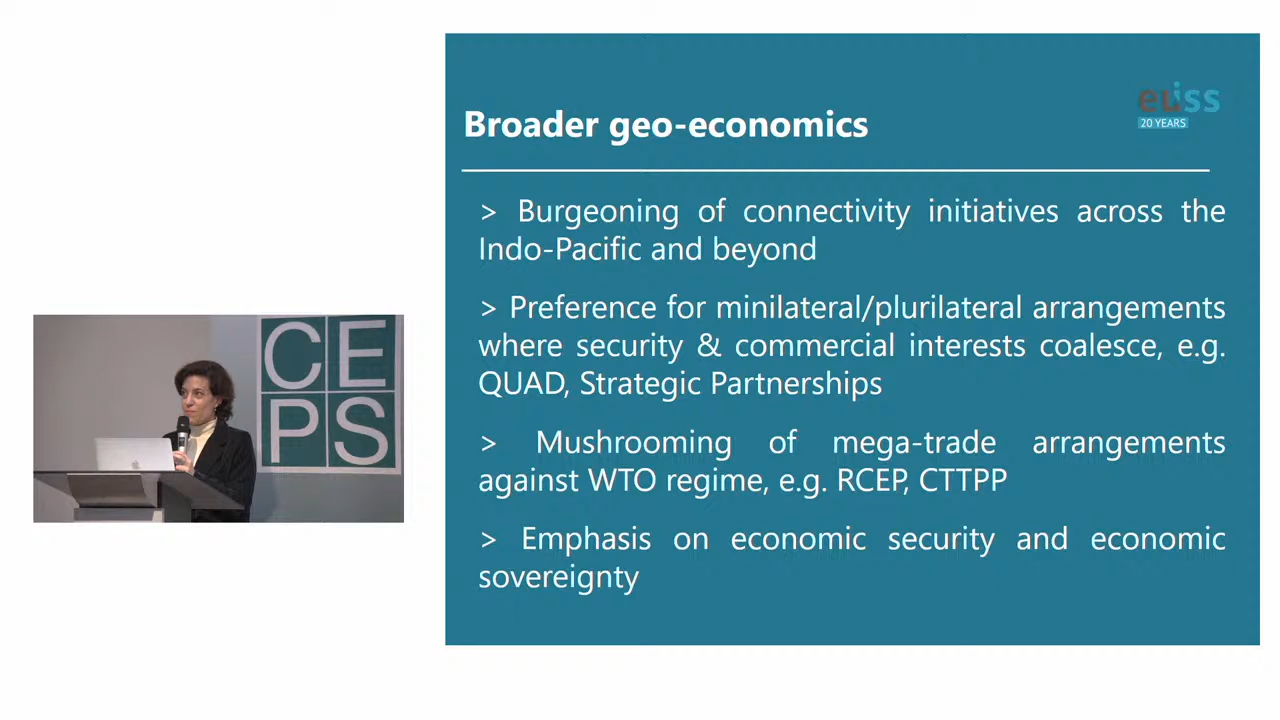 euiss
20 YEARS
Broader geo-economics
> Burgeoning of connectivity initiatives across the
Indo-Pacific and beyond
> Preference for minilateral/plurilateral arrangements
where security & commercial interests coalesce, e.g.
QUAD, Strategic Partnerships
> Mushrooming of mega-trade arrangements
against WTO regime, e.g. RCEP, CTTPP
> Emphasis on economic security and economic
sovereignty
CE
PS